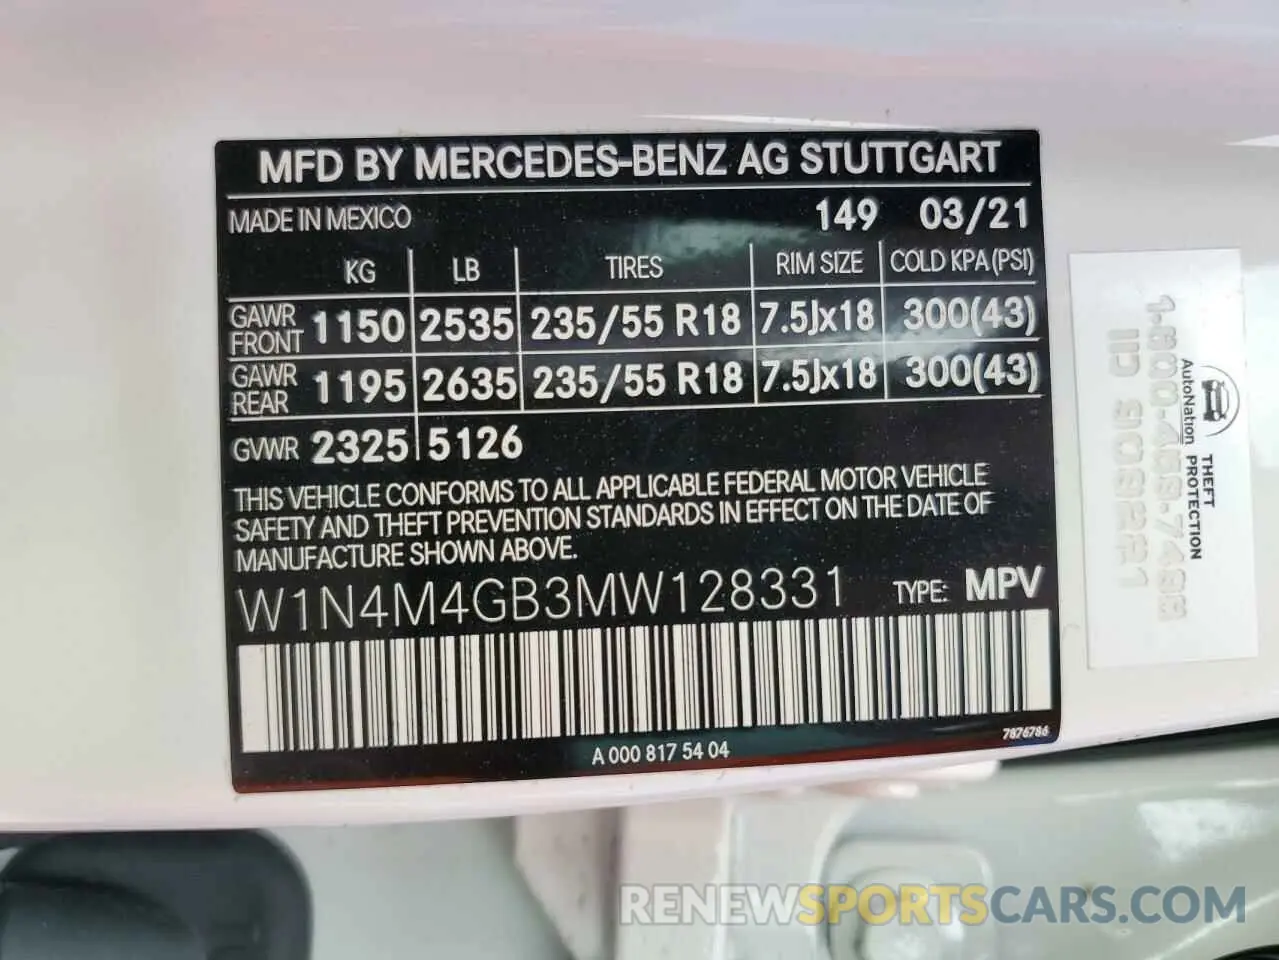 MFD BY MERCEDES-BENZ AG STUTTGART
MADE IN MEXICO 149 03/21
KG LB TIRES RIM SIZE COLD KPA (PSI)
GAWR FRONT 1150 2535 235/55 R18 7.5Jx18 300(43)
GAWR REAR 1195 2635 235/55 R18 7.5Jx18 300(43)
GVWR 2325 5126
THIS VEHICLE CONFORMS TO ALL APPLICABLE FEDERAL MOTOR VEHICLE
SAFETY AND THEFT PREVENTION STANDARDS IN EFFECT ON THE DATE OF
MANUFACTURE SHOWN ABOVE.
W1N4M4GB3MW128331 TYPE: MPV
A 000 817 54 04
7876786
AutoNation
THEFT
PROTECTION
ID 908221
RENEWSPORTSCARS.COM